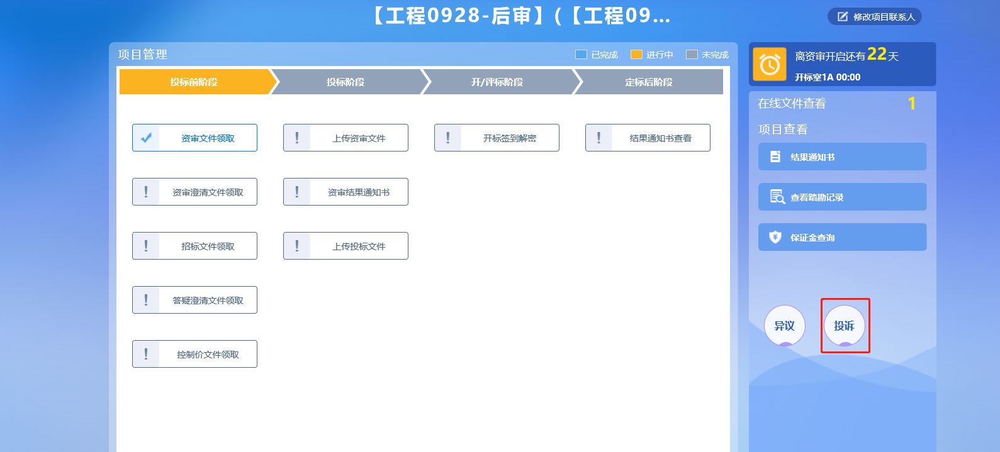 【工程0928-后审】(【工程09...
修改项目联系人
项目管理
已完成
进行中
未完成
投标前阶段
投标阶段
开/评标阶段
定标后阶段
资审文件领取
上传资审文件
开标签到解密
结果通知书查看
资审澄清文件领取
资审结果通知书
招标文件领取
上传投标文件
答疑澄清文件领取
控制价文件领取
离资审开启还有22天
开标室1A 00:00
在线文件查看 1
项目查看
结果通知书
查看踏勘记录
保证金查询
异议
投诉